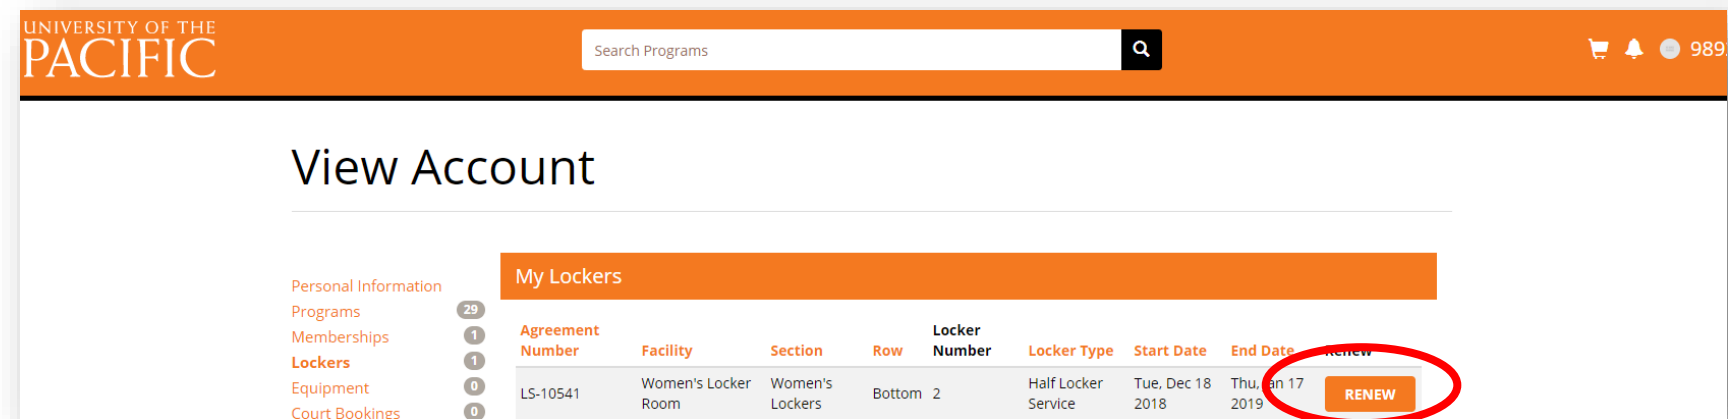 UNIVERSITY OF THE
PACIFIC
Search Programs
989
View Account
Personal Information
Programs 29
Memberships 1
Lockers 1
Equipment 0
Court Bookings 0
My Lockers
Agreement Number Facility Section Row Locker Number Locker Type Start Date End Date Renew
LS-10541 Women's Locker Room Women's Lockers Bottom 2 Half Locker Service Tue, Dec 18 2018 Thu, Jan 17 2019 RENEW